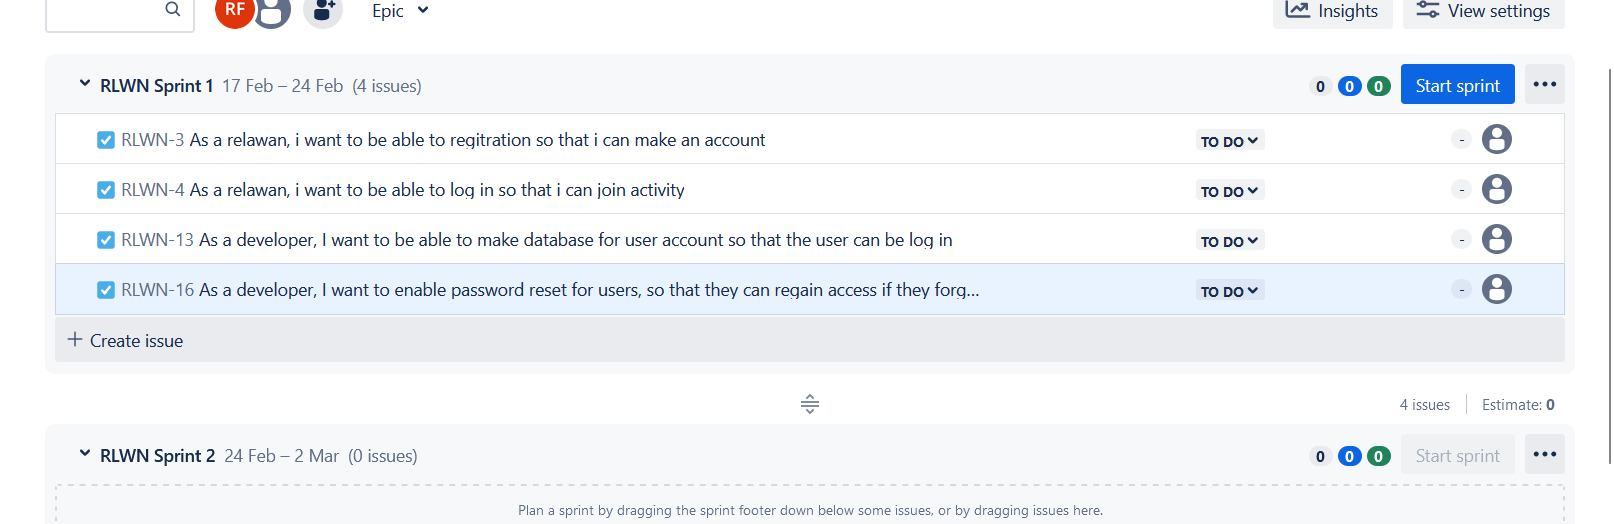 RF Epic Insights View settings
RLWN Sprint 1 17 Feb – 24 Feb (4 issues) 0 0 0 Start sprint
RLWN-3 As a relawan, i want to be able to regitration so that i can make an account TO DO -
RLWN-4 As a relawan, i want to be able to log in so that i can join activity TO DO -
RLWN-13 As a developer, I want to be able to make database for user account so that the user can be log in TO DO -
RLWN-16 As a developer, I want to enable password reset for users, so that they can regain access if they forg... TO DO -
+ Create issue
4 issues Estimate: 0
RLWN Sprint 2 24 Feb – 2 Mar (0 issues) 0 0 0 Start sprint
Plan a sprint by dragging the sprint footer down below some issues, or by dragging issues here.